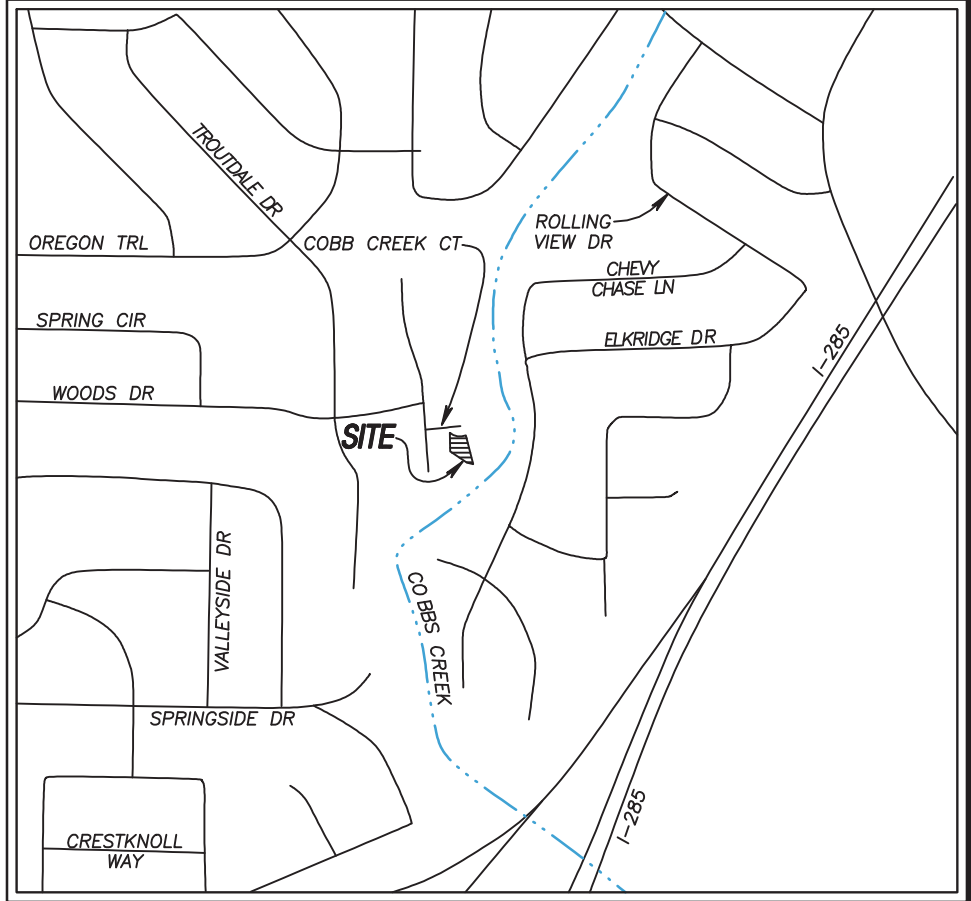 TROUTDALE DR
ROLLING
VIEW DR
OREGON TRL
COBB CREEK CT
CHEVY
CHASE LN
SPRING CIR
ELKRIDGE DR
I-285
WOODS DR
SITE
VALLEYSIDE DR
COBBS CREEK
SPRINGSIDE DR
I-285
CRESTKNOLL
WAY